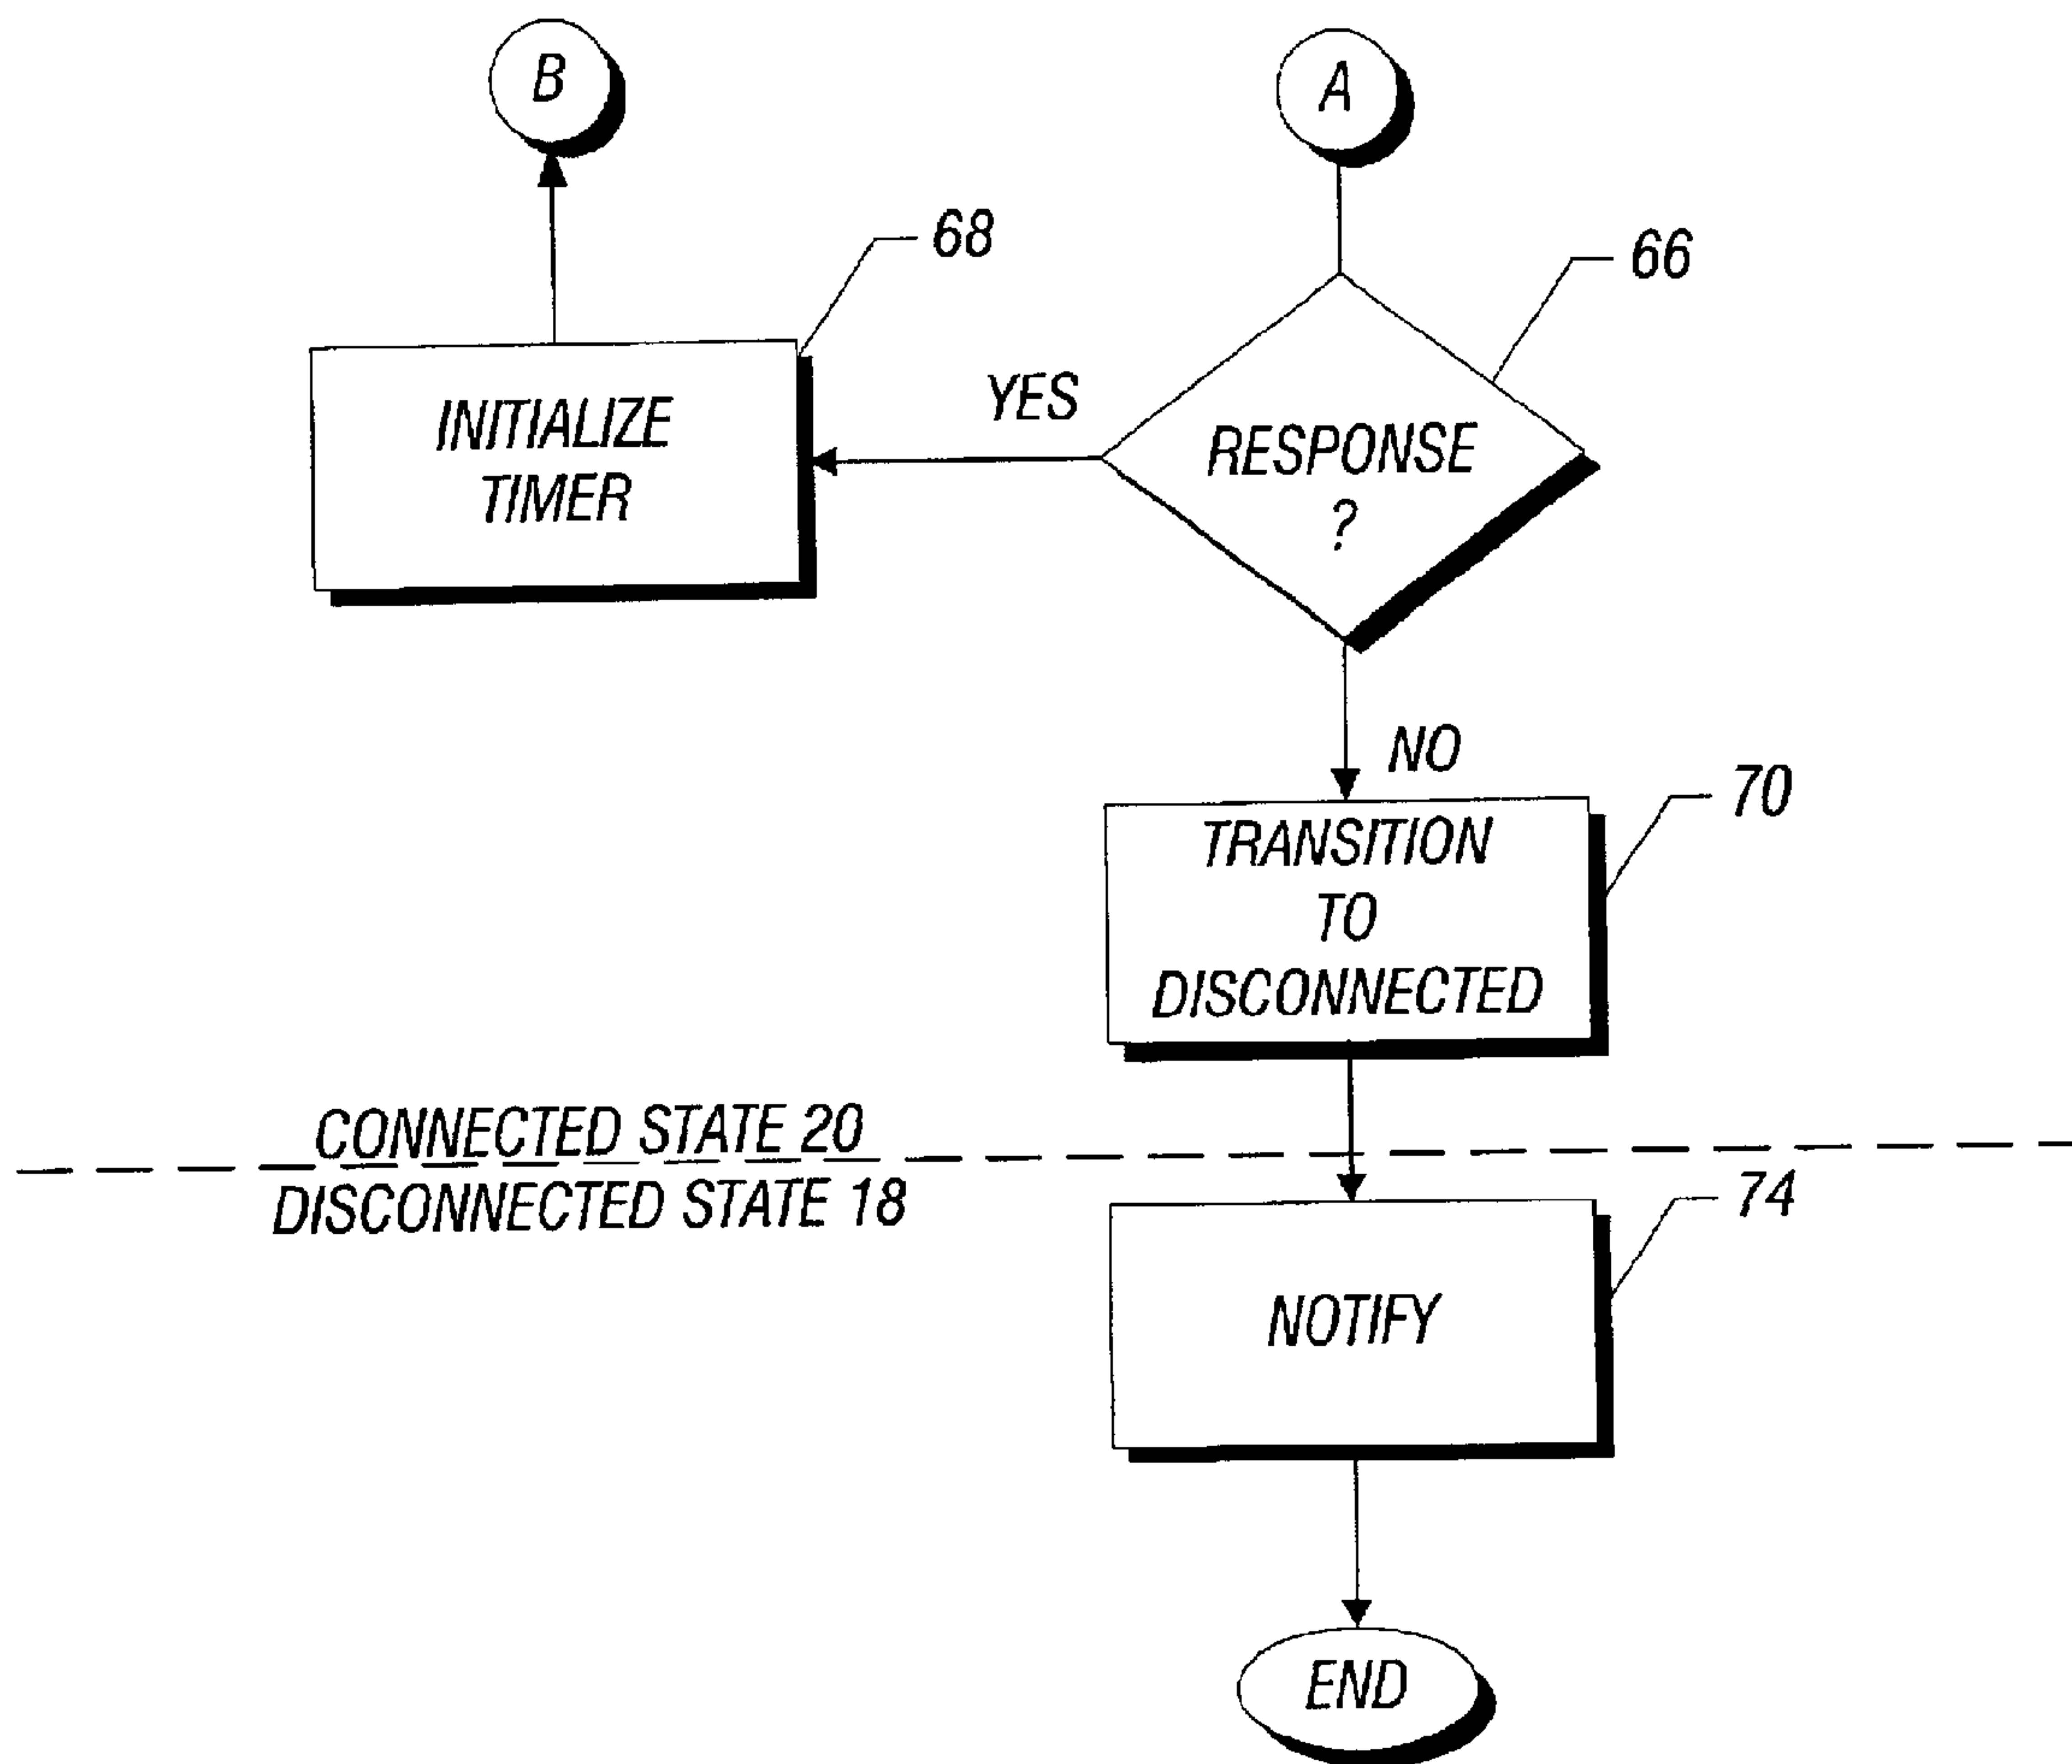 B
A
68
66
YES
INITIALIZE
TIMER
RESPONSE
?
NO
70
TRANSITION
TO
DISCONNECTED
CONNECTED STATE 20
DISCONNECTED STATE 18
74
NOTIFY
END